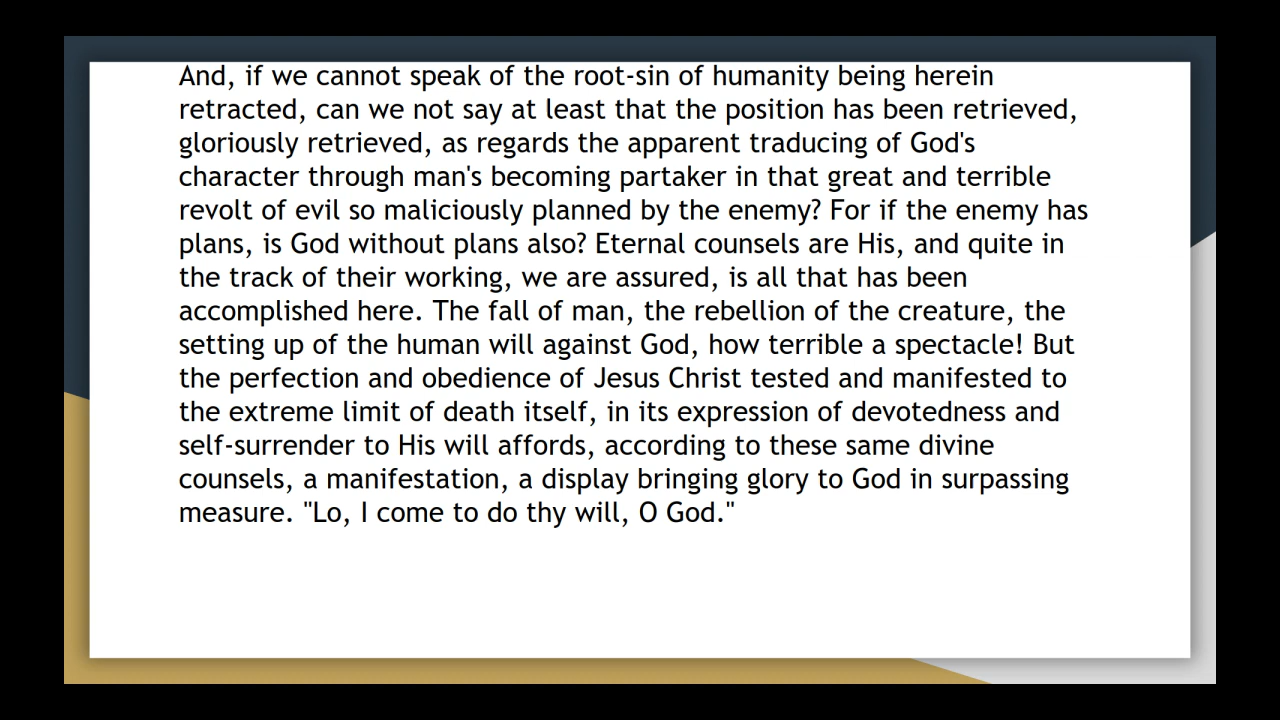 And, if we cannot speak of the root-sin of humanity being herein
retracted, can we not say at least that the position has been retrieved,
gloriously retrieved, as regards the apparent traducing of God's
character through man's becoming partaker in that great and terrible
revolt of evil so maliciously planned by the enemy? For if the enemy has
plans, is God without plans also? Eternal counsels are His, and quite in
the track of their working, we are assured, is all that has been
accomplished here. The fall of man, the rebellion of the creature, the
setting up of the human will against God, how terrible a spectacle! But
the perfection and obedience of Jesus Christ tested and manifested to
the extreme limit of death itself, in its expression of devotedness and
self-surrender to His will affords, according to these same divine
counsels, a manifestation, a display bringing glory to God in surpassing
measure. "Lo, I come to do thy will, O God."